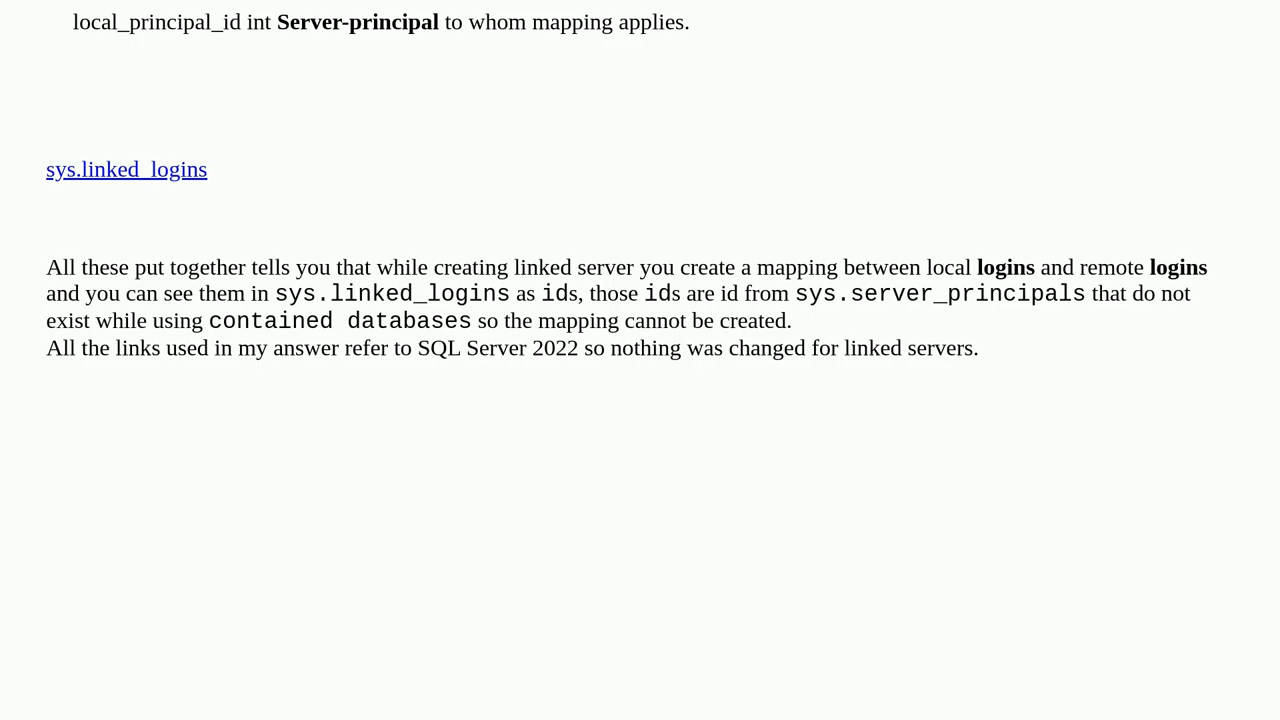 local_principal_id int Server-principal to whom mapping applies.
sys.linked_logins
All these put together tells you that while creating linked server you create a mapping between local logins and remote logins
and you can see them in sys.linked_logins as ids, those ids are id from sys.server_principals that do not
exist while using contained databases so the mapping cannot be created.
All the links used in my answer refer to SQL Server 2022 so nothing was changed for linked servers.